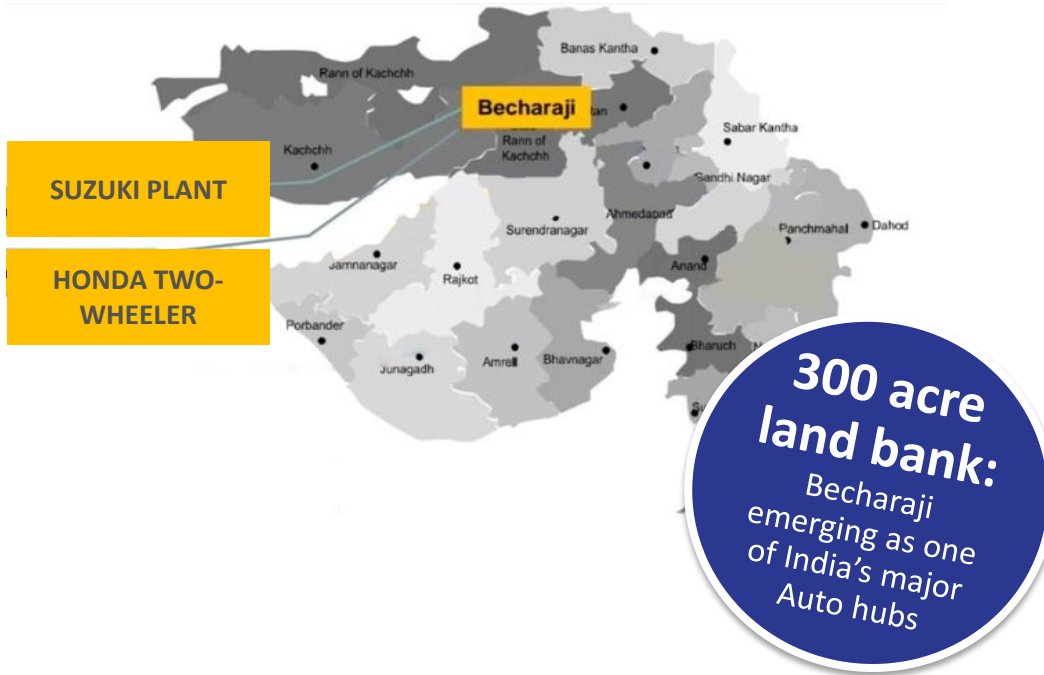 Banas Kantha
Rann of Kachchh
Becharaji
tan
Rann of
Kachchh
Sabar Kantha
Kachchh
SUZUKI PLANT
Gandhi Nagar
Ahmedabad
Surendranagar
Panchmahal
Dahod
Jamnanagar
Rajkot
Anand
HONDA TWO-
WHEELER
Porbander
Junagadh
Amreli
Bhavnagar
Bharuch
300 acre
land bank:
Becharaji
emerging as one
of India's major
Auto hubs